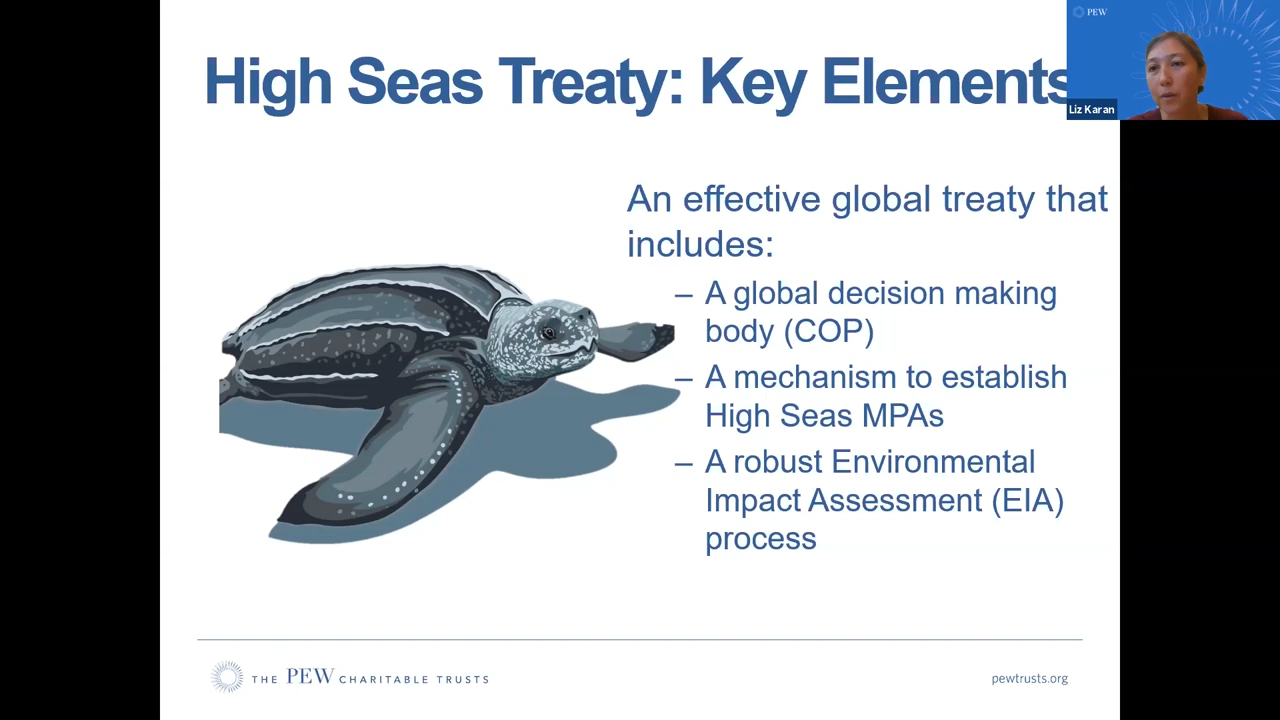 High Seas Treaty: Key Elements
PEW
Liz Karan
An effective global treaty that
includes:
– A global decision making
body (COP)
– A mechanism to establish
High Seas MPAs
– A robust Environmental
Impact Assessment (EIA)
process
THE PEW CHARITABLE TRUSTS
pewtrusts.org